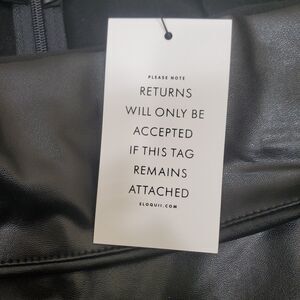 PLEASE NOTE
RETURNS
WILL ONLY BE
ACCEPTED
IF THIS TAG
REMAINS
ATTACHED
ELOQUII.COM